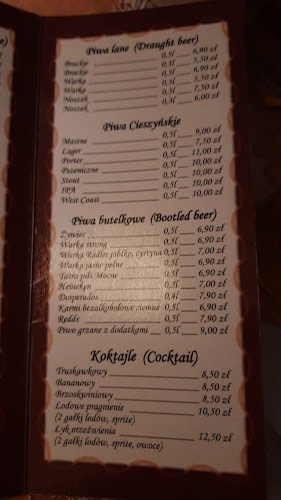 Piwa lane (Draught beer)
Brackie 0,5l 6,90 zł
Brackie 0,3l 5,50 zł
Warka 0,5l 6,90 zł
Warka 0,3l 5,50 zł
Noszak 0,5l 7,50 zł
Noszak 6,00 zł
Piwa Cieszyńskie
Mastne 0,5l 9,00 zł
Lager 0,5l 7,50 zł
Porter 0,5l 11,00 zł
Pszeniczne 0,5l 10,00 zł
Stout 0,5l 10,00 zł
IPA 0,5l 10,00 zł
West Coast 0,5l 10,00 zł
Piwa butelkowe (Bootled beer)
Żywiec 0,5l 6,90 zł
Warka strong 0,5l 6,90 zł
Warka Radler jabłko, cytryna 0,5l 7,00 zł
Warka jasne pełne 0,5l 6,90 zł
Tatra pils Mocne 0,5l 6,90 zł
Heineken 0,5l 7,00 zł
Desperados 0,4l 7,90 zł
Karmi bezalkoholowe ciemne 0,5l 6,90 zł
Redds 0,5l 7,00 zł
Piwo grzane z dodatkami 0,5l 9,00 zł
Koktajle (Cocktail)
Truskawkowy 8,50 zł
Bananowy 8,50 zł
Brzoskwiniowy 8,50 zł
Lodowe pragnienie 10,50 zł
(2 gałki lodów, sprite)
Łyk orzeźwienia 12,50 zł
(2 gałki lodów, sprite, owoce)